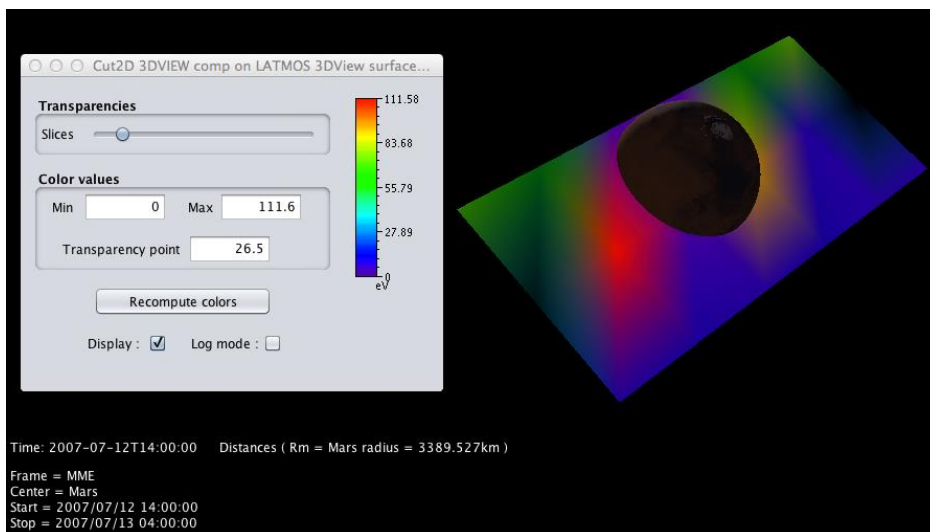 Cut2D 3DVIEW comp on LATMOS 3DView surface...
Transparencies
Slices
Color values
Min 0 Max 111.6
Transparency point 26.5
Recompute colors
Display : Log mode :
111.58
83.68
55.79
27.89
0
eV
Time: 2007-07-12T14:00:00 Distances ( Rm = Mars radius = 3389.527km )
Frame = MME
Center = Mars
Start = 2007/07/12 14:00:00
Stop = 2007/07/13 04:00:00